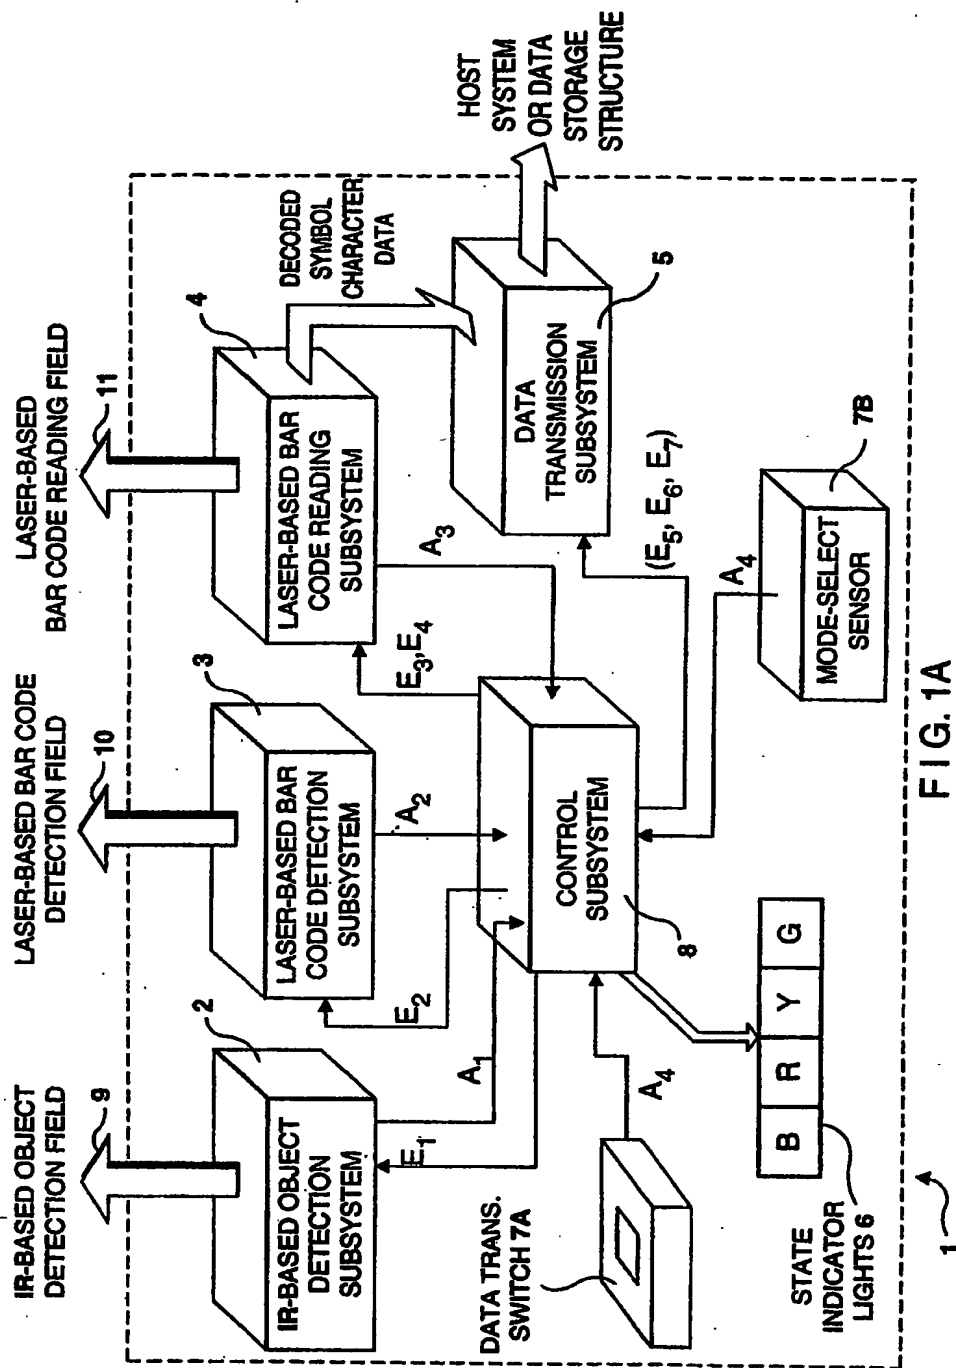 IR-BASED OBJECT
DETECTION FIELD
9
LASER-BASED BAR CODE
DETECTION FIELD
10
LASER-BASED
BAR CODE READING FIELD
11
2
IR-BASED OBJECT
DETECTION
SUBSYSTEM
3
LASER-BASED BAR
CODE DETECTION
SUBSYSTEM
4
LASER-BASED BAR
CODE READING
SUBSYSTEM
DECODED
SYMBOL
CHARACTER
DATA
HOST
SYSTEM
OR DATA
STORAGE
STRUCTURE
E1
A1
E2
A2
E3, E4
A3
DATA
TRANSMISSION
SUBSYSTEM
5
(E5, E6, E7)
CONTROL
SUBSYSTEM
8
DATA TRANS.
SWITCH 7A
A4
A4
MODE-SELECT
SENSOR
7B
B R Y G
STATE
INDICATOR
LIGHTS 6
1
FIG. 1A